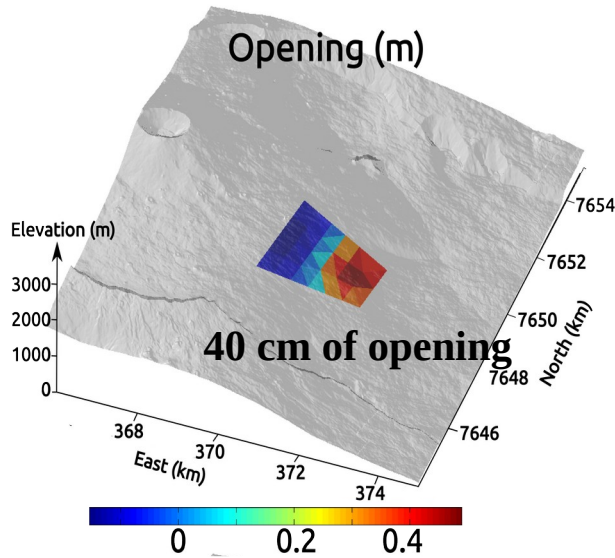 Opening (m)
7654
Elevation (m)
7652
3000
2000
7650
North (km)
1000
40 cm of opening
7648
0
7646
368
370
East (km)
372
374
0 0.2 0.4